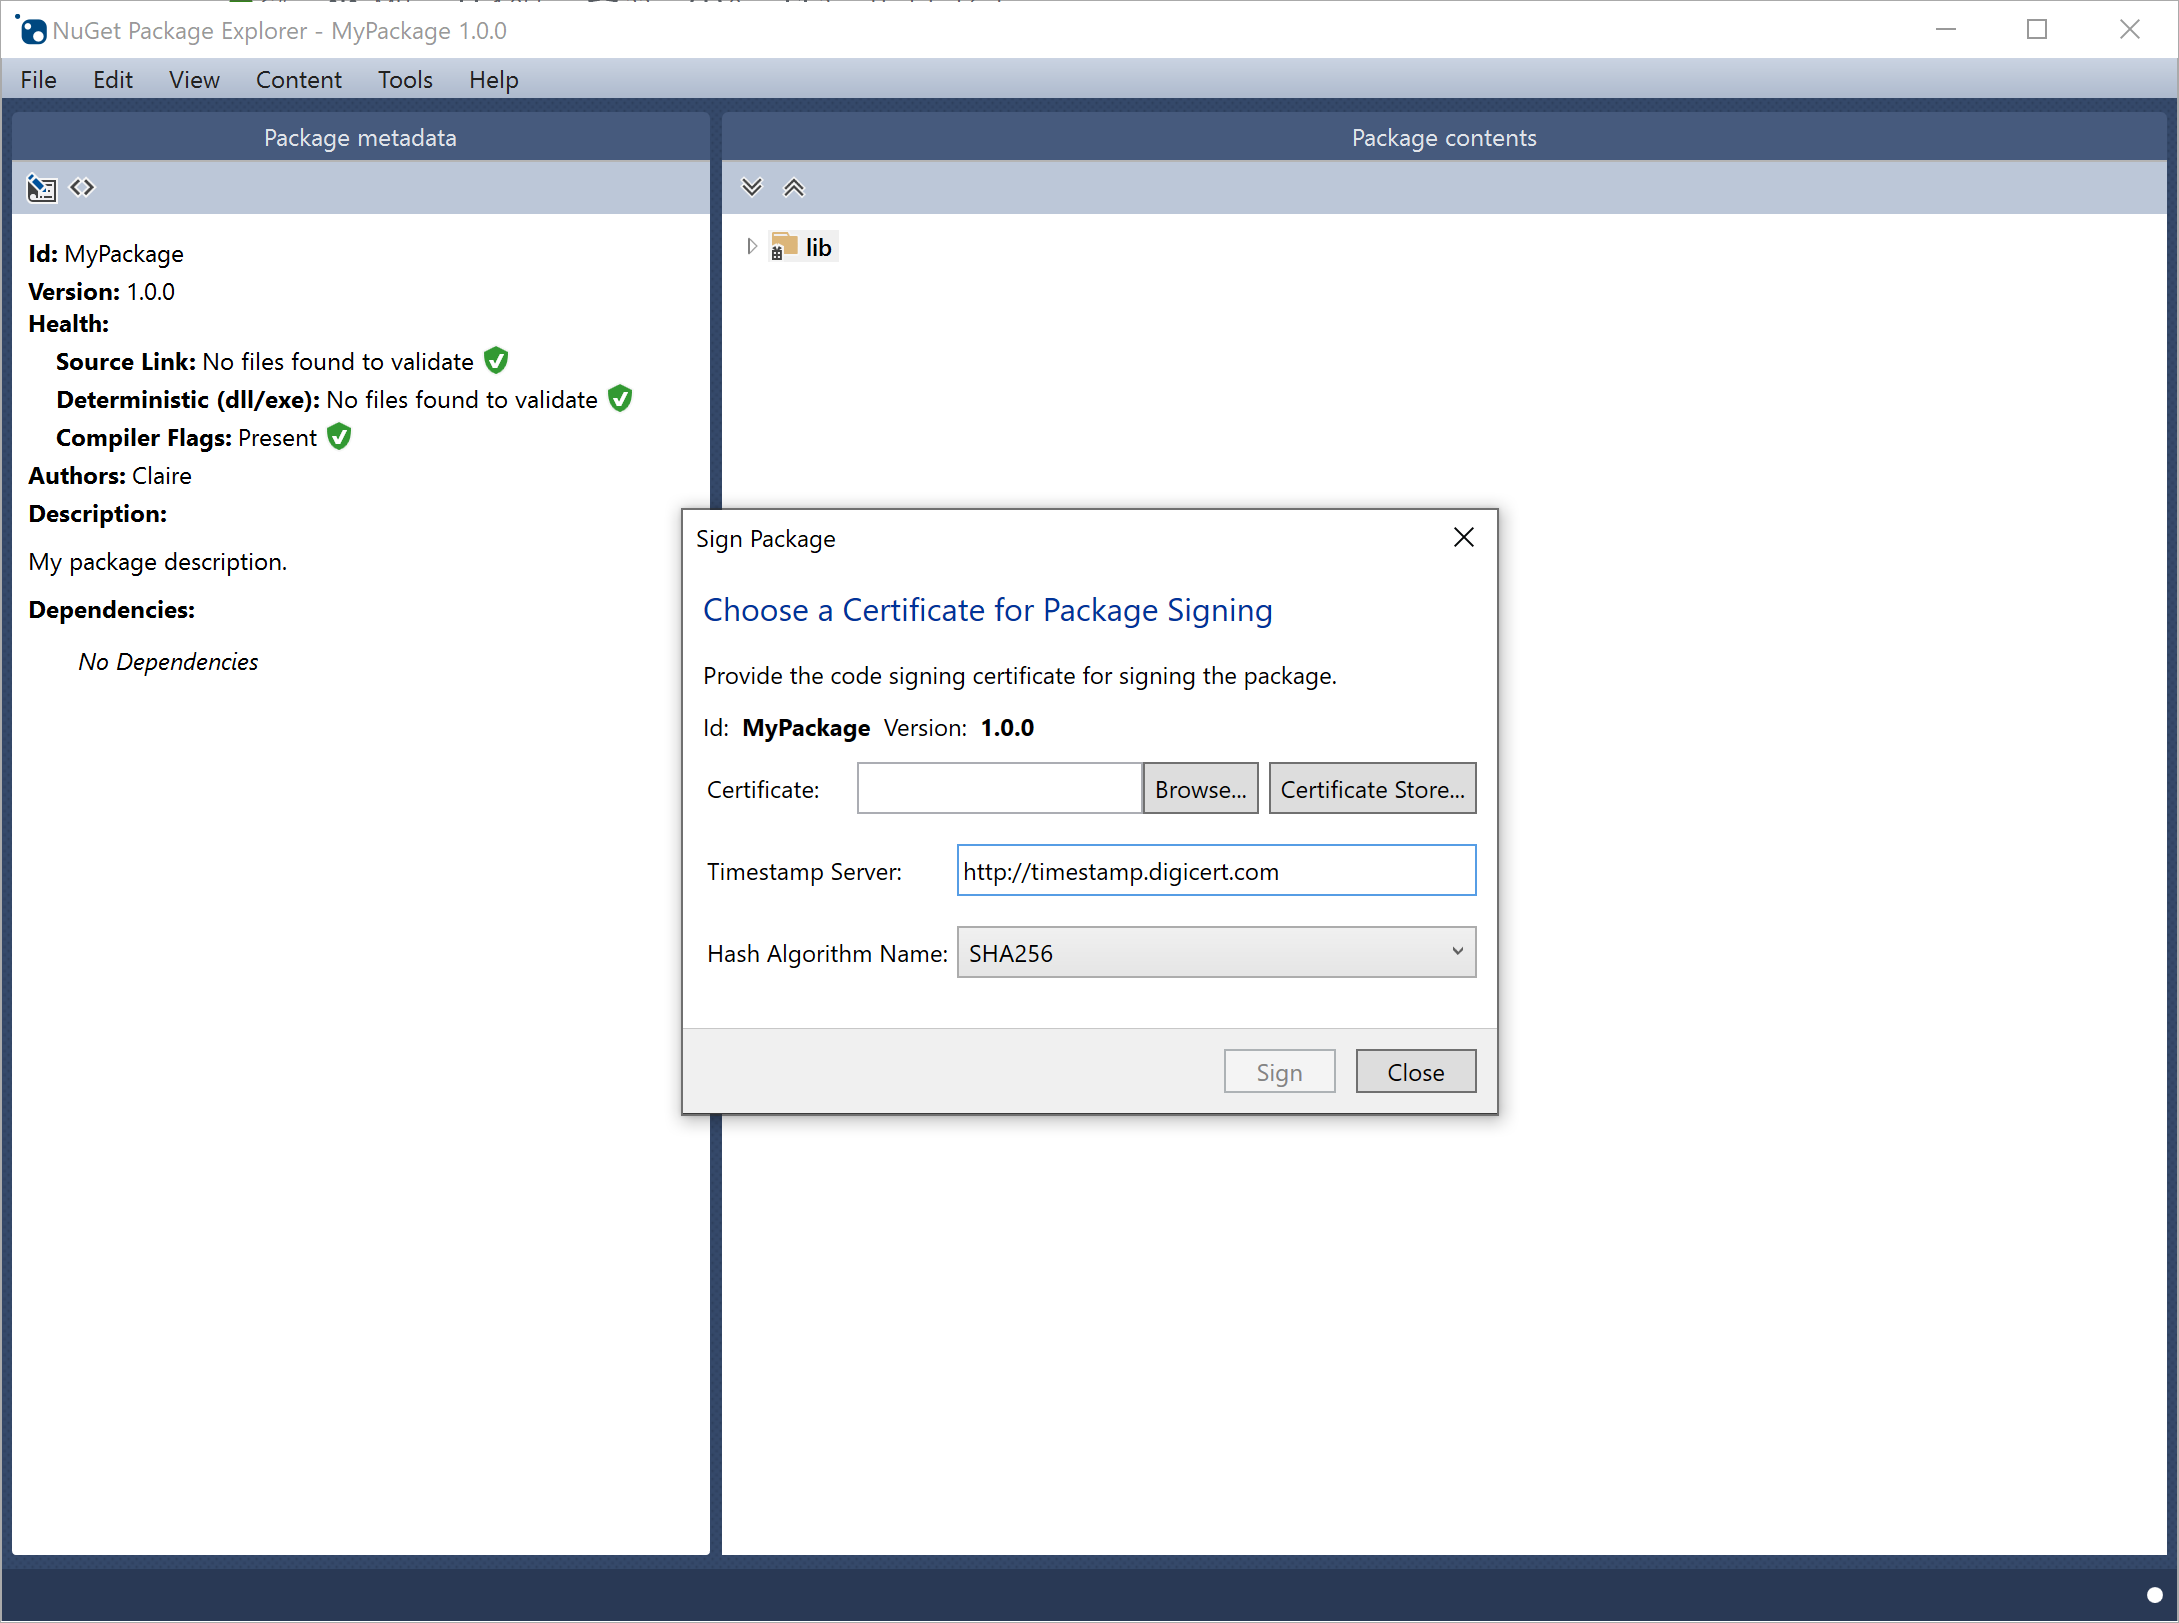 NuGet Package Explorer - MyPackage 1.0.0
File Edit View Content Tools Help
Package metadata
Id: MyPackage
Version: 1.0.0
Health:
Source Link: No files found to validate
Deterministic (dll/exe): No files found to validate
Compiler Flags: Present
Authors: Claire
Description:
My package description.
Dependencies:
No Dependencies
Package contents
lib
Sign Package
Choose a Certificate for Package Signing
Provide the code signing certificate for signing the package.
Id: MyPackage Version: 1.0.0
Certificate: Browse... Certificate Store...
Timestamp Server: http://timestamp.digicert.com
Hash Algorithm Name: SHA256
Sign Close